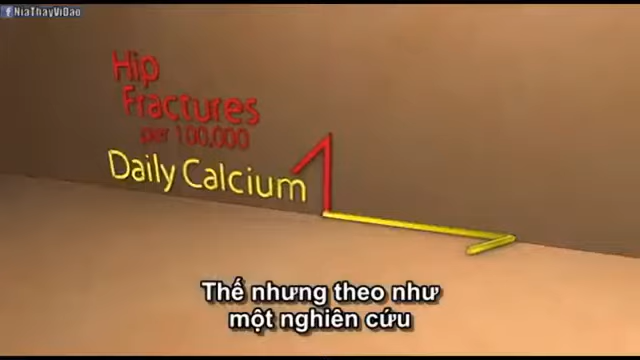 NiaThayViDao
Hip
Fractures
per 100,000
Daily Calcium
Thế nhưng theo như
một nghiên cứu